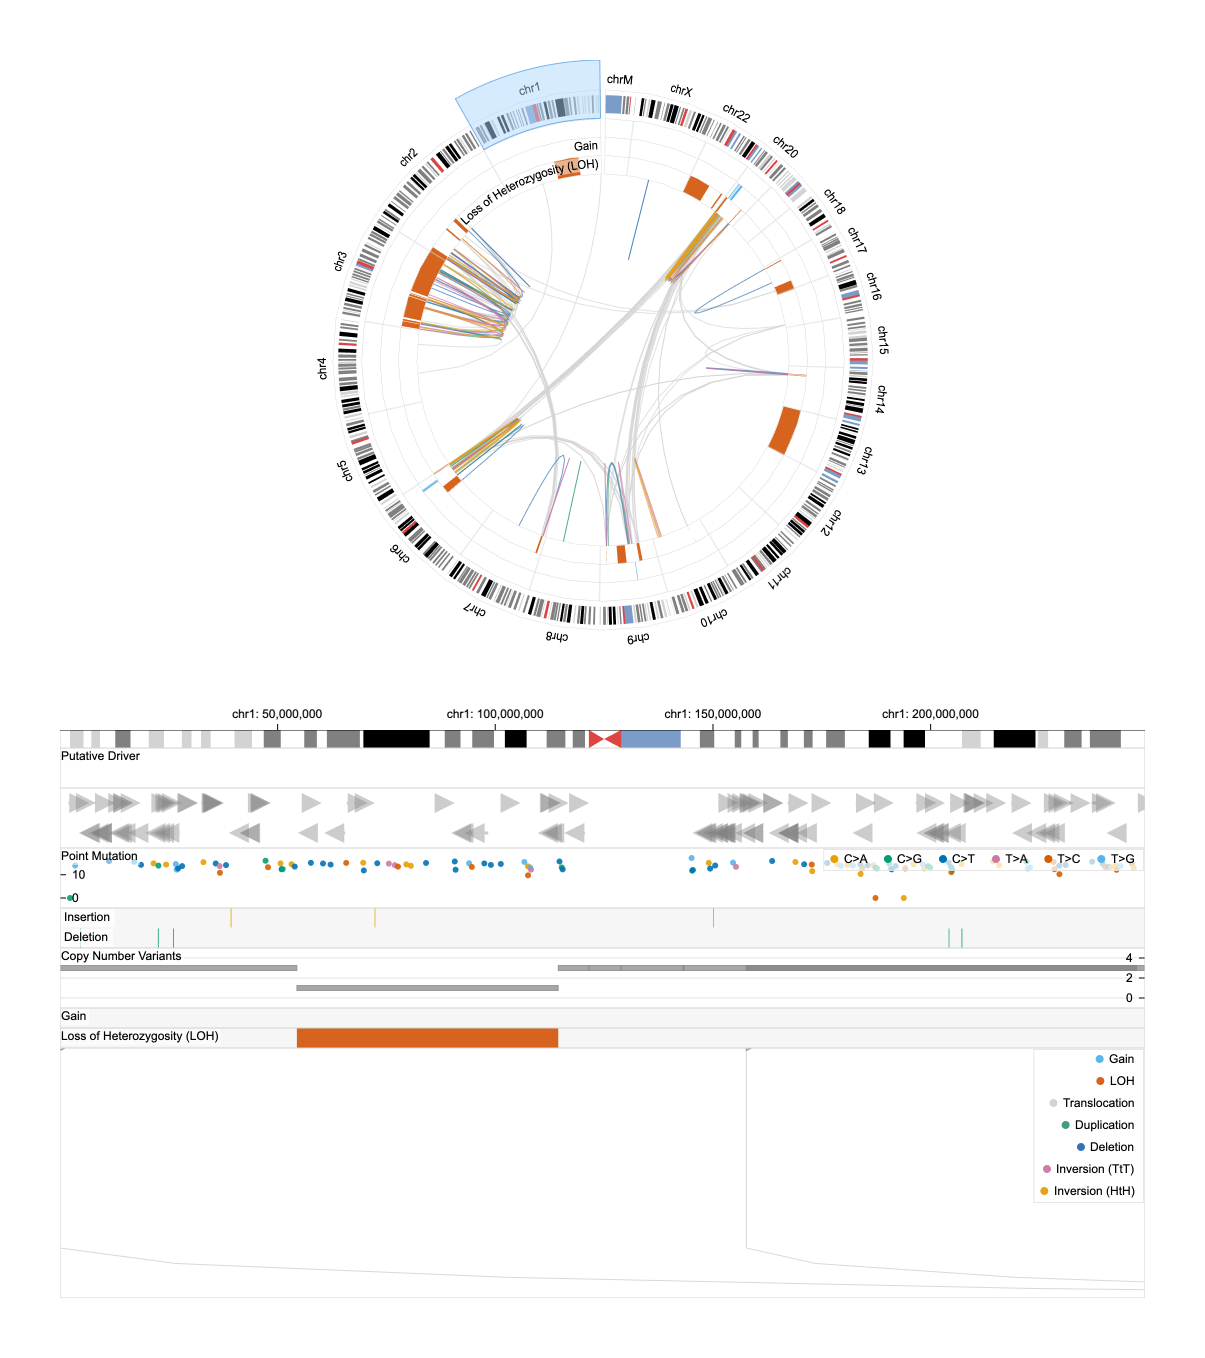 chr1
chrM
chrX
chr22
chr20
chr18
chr17
chr16
chr15
chr14
chr13
chr12
chr11
chr10
chr9
chr8
chr7
chr6
chr5
chr4
chr3
chr2
Gain
Loss of Heterozygosity (LOH)
chr1: 50,000,000 chr1: 100,000,000 chr1: 150,000,000 chr1: 200,000,000
Putative Driver
Point Mutation
C>A C>G C>T T>A T>C T>G
10
0
Insertion
Deletion
Copy Number Variants
4
2
0
Gain
Loss of Heterozygosity (LOH)
Gain
LOH
Translocation
Duplication
Deletion
Inversion (TtT)
Inversion (HtH)